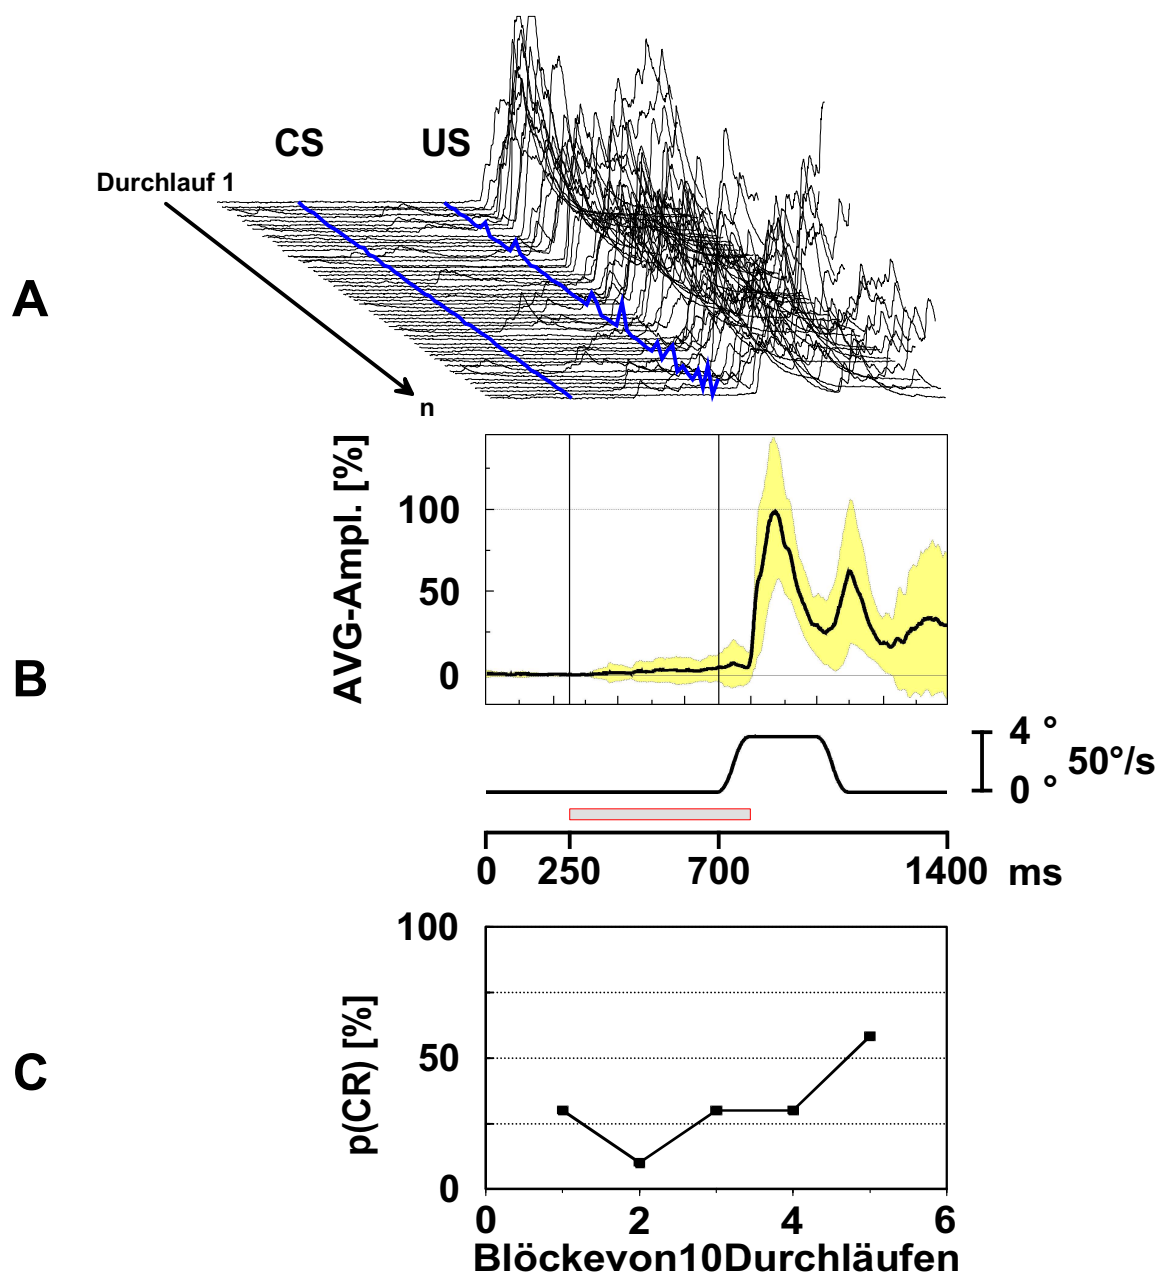 CS US
Durchlauf 1
A
n
AVG-Ampl. [%]
100
50
0
B
4 °
50°/s
0 °
0 250 700 1400 ms
100
50
0
p(CR) [%]
C
0 2 4 6
Blöckevon10Durchläufen